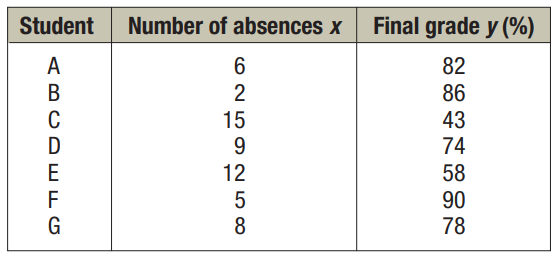 Student Number of absences x Final grade y (%)
A 6 82
B 2 86
C 15 43
D 9 74
E 12 58
F 5 90
G 8 78